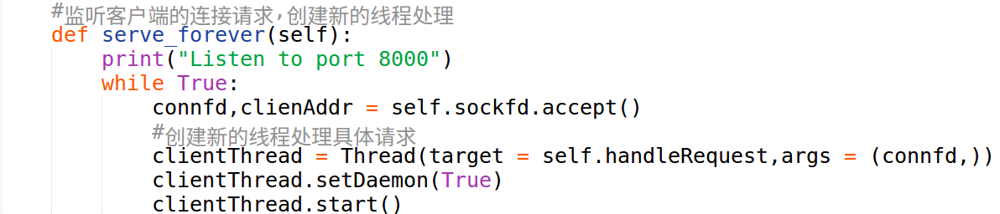 #监听客户端的连接请求,创建新的线程处理
def serve_forever(self):
print("Listen to port 8000")
while True:
connfd,clienAddr = self.sockfd.accept()
#创建新的线程处理具体请求
clientThread = Thread(target = self.handleRequest,args = (connfd,))
clientThread.setDaemon(True)
clientThread.start()